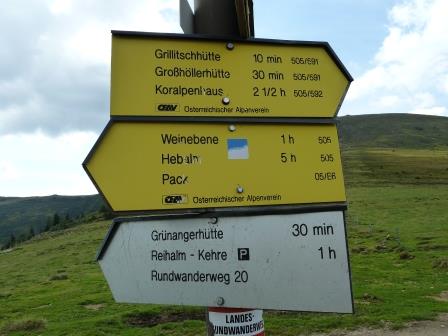 Grillitschhütte 10 min 505/591
Großhöllerhütte 30 min 505/591
Koralpenhaus 2 1/2 h 505/592
ÖAV Österreichischer Alpenverein
Weinebene 1 h 505
Hebalm 5 h 505
Pack 05/E6
ÖAV Österreichischer Alpenverein
Grünangerhütte 30 min
Reihalm - Kehre P 1 h
Rundwanderweg 20
LANDES-
RUNDWANDERWEG